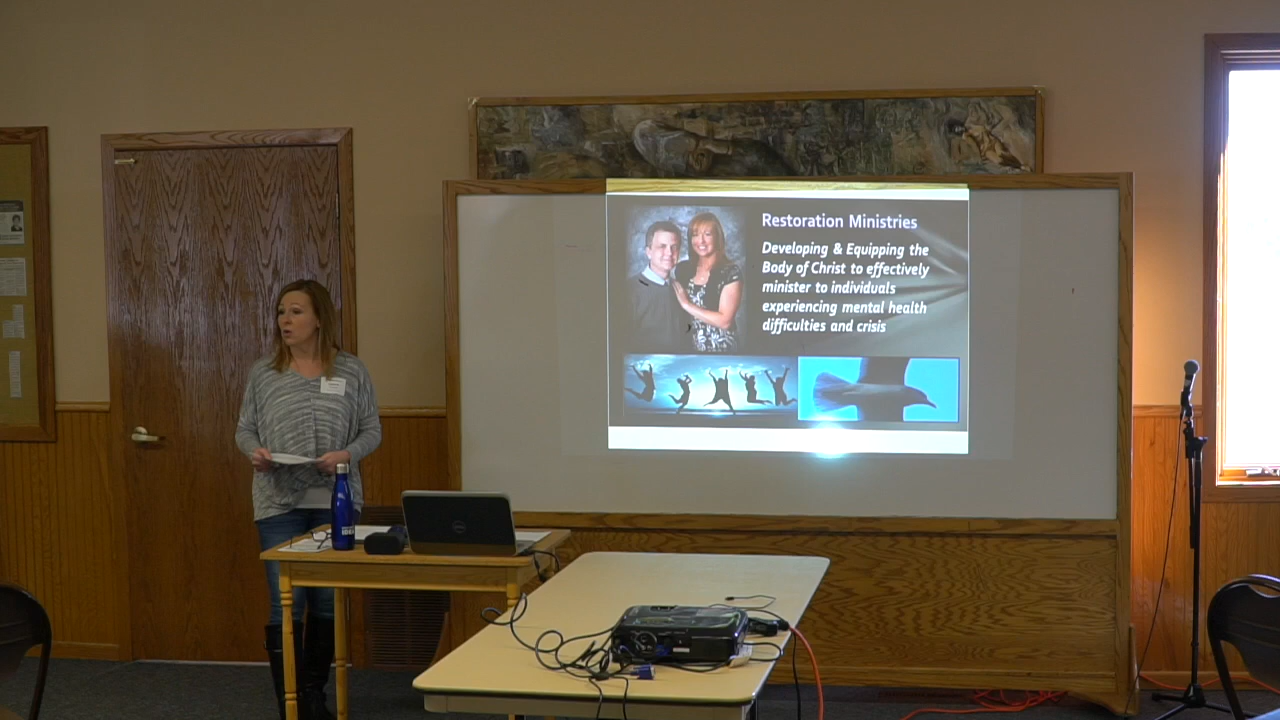 Restoration Ministries
Developing & Equipping the
Body of Christ to effectively
minister to individuals
experiencing mental health
difficulties and crisis